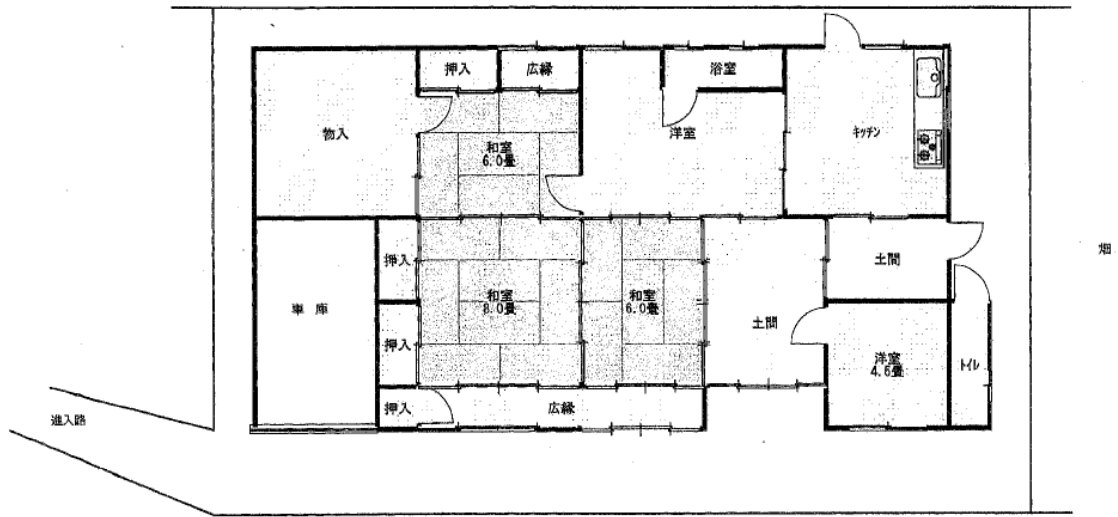 押入
広縁
浴室
物入
洋室
キッチン
和室
6.0畳
畑
押入
土間
車 庫
和室
8.0畳
和室
6.0畳
土間
押入
洋室
4.5畳
トイレ
押入
広縁
進入路